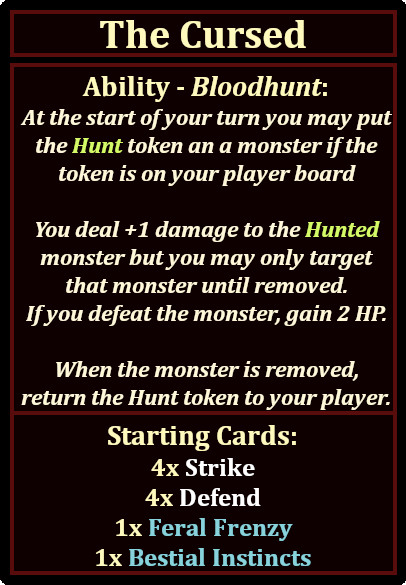 The Cursed
Ability - Bloodhunt:
At the start of your turn you may put
the Hunt token an a monster if the
token is on your player board
You deal +1 damage to the Hunted
monster but you may only target
that monster until removed.
If you defeat the monster, gain 2 HP.
When the monster is removed,
return the Hunt token to your player.
Starting Cards:
4x Strike
4x Defend
1x Feral Frenzy
1x Bestial Instincts